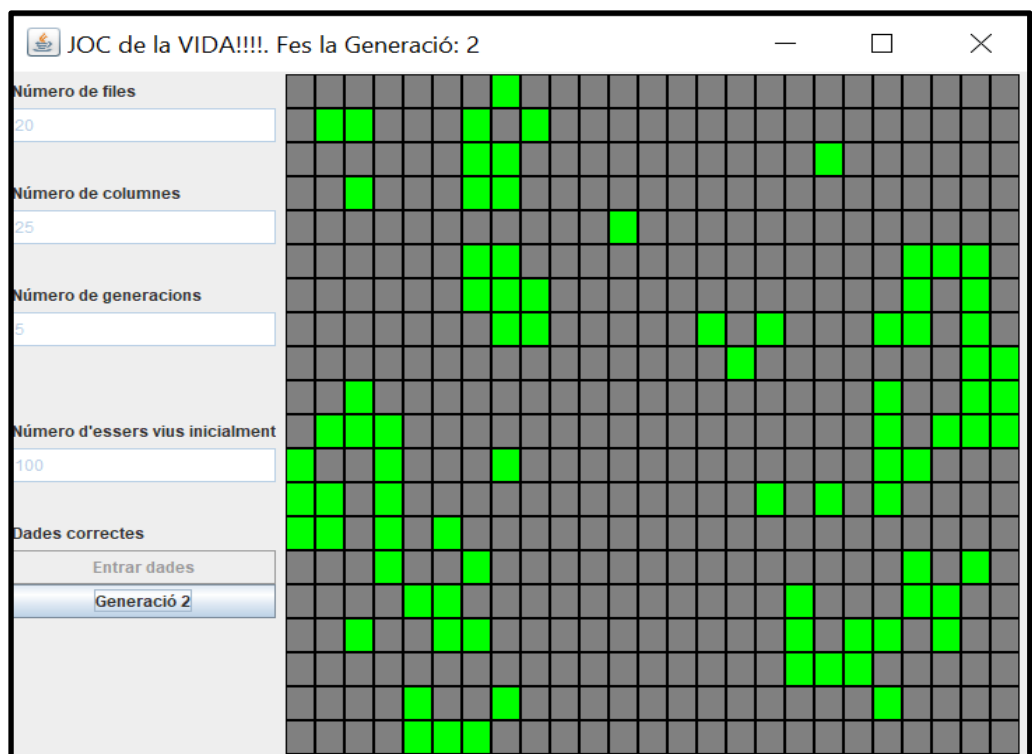 JOC de la VIDA!!!!. Fes la Generació: 2
Número de files
20
Número de columnes
25
Número de generacions
5
Número d'essers vius inicialment
100
Dades correctes
Entrar dades
Generació 2